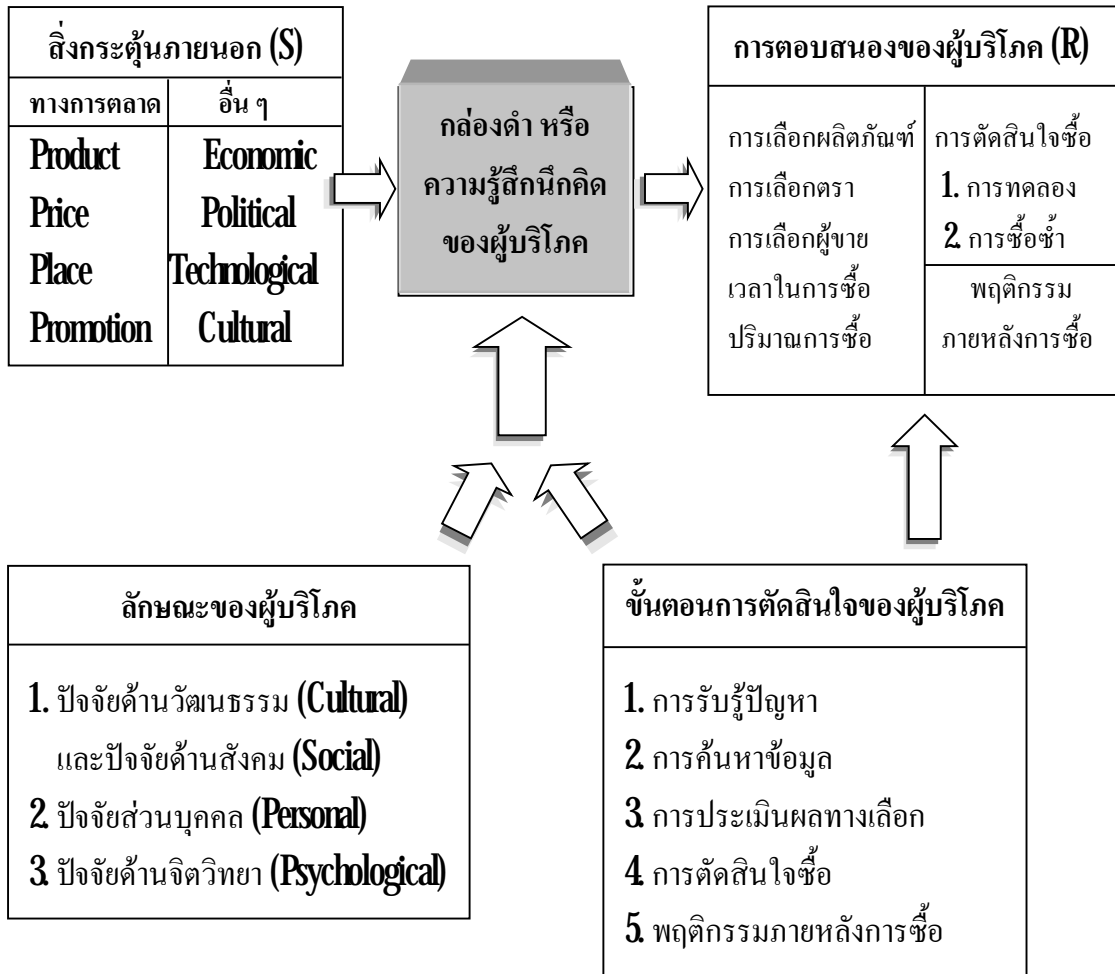 สิ่งกระตุ้นภายนอก (S)
ทางการตลาด อื่น ๆ
Product Economic
Price Political
Place Technological
Promotion Cultural
กล่องดำ หรือ
ความรู้สึกนึกคิด
ของผู้บริโภค
การตอบสนองของผู้บริโภค (R)
การเลือกผลิตภัณฑ์
การเลือกตรา
การเลือกผู้ขาย
เวลาในการซื้อ
ปริมาณการซื้อ
การตัดสินใจซื้อ
1. การทดลอง
2. การซื้อซ้ำ
พฤติกรรม
ภายหลังการซื้อ
ลักษณะของผู้บริโภค
1. ปัจจัยด้านวัฒนธรรม (Cultural)
และปัจจัยด้านสังคม (Social)
2. ปัจจัยส่วนบุคคล (Personal)
3. ปัจจัยด้านจิตวิทยา (Psychological)
ขั้นตอนการตัดสินใจของผู้บริโภค
1. การรับรู้ปัญหา
2. การค้นหาข้อมูล
3. การประเมินผลทางเลือก
4. การตัดสินใจซื้อ
5. พฤติกรรมภายหลังการซื้อ